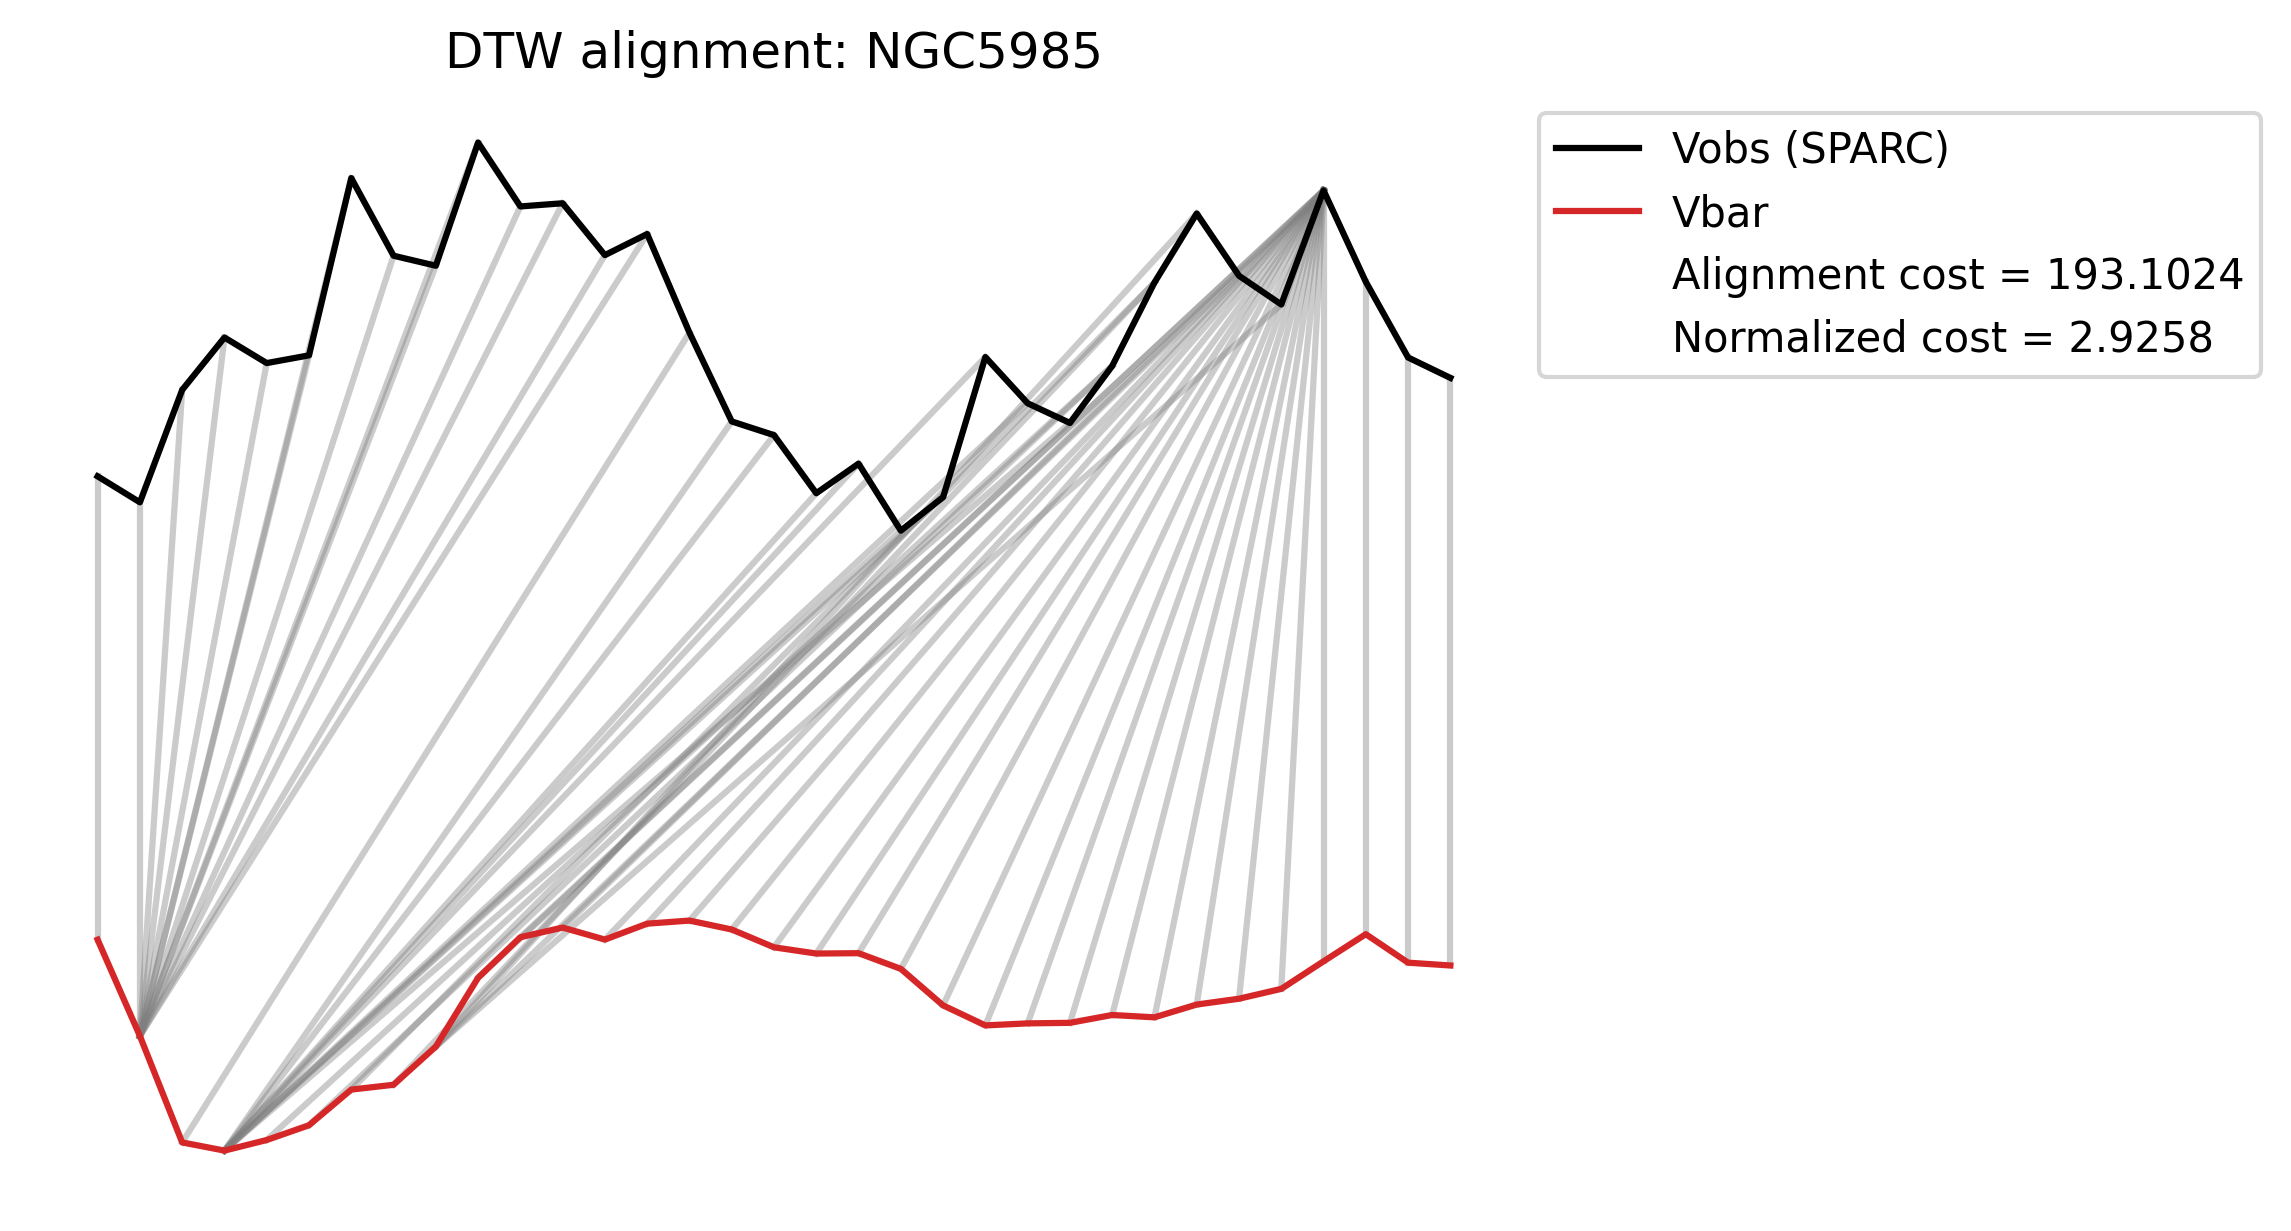 DTW alignment: NGC5985
Vobs (SPARC)
Vbar
Alignment cost = 193.1024
Normalized cost = 2.9258